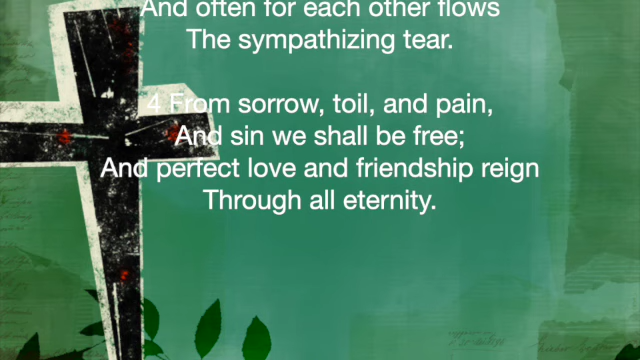 And often for each other flows
The sympathizing tear.
4 From sorrow, toil, and pain,
And sin we shall be free;
And perfect love and friendship reign
Through all eternity.